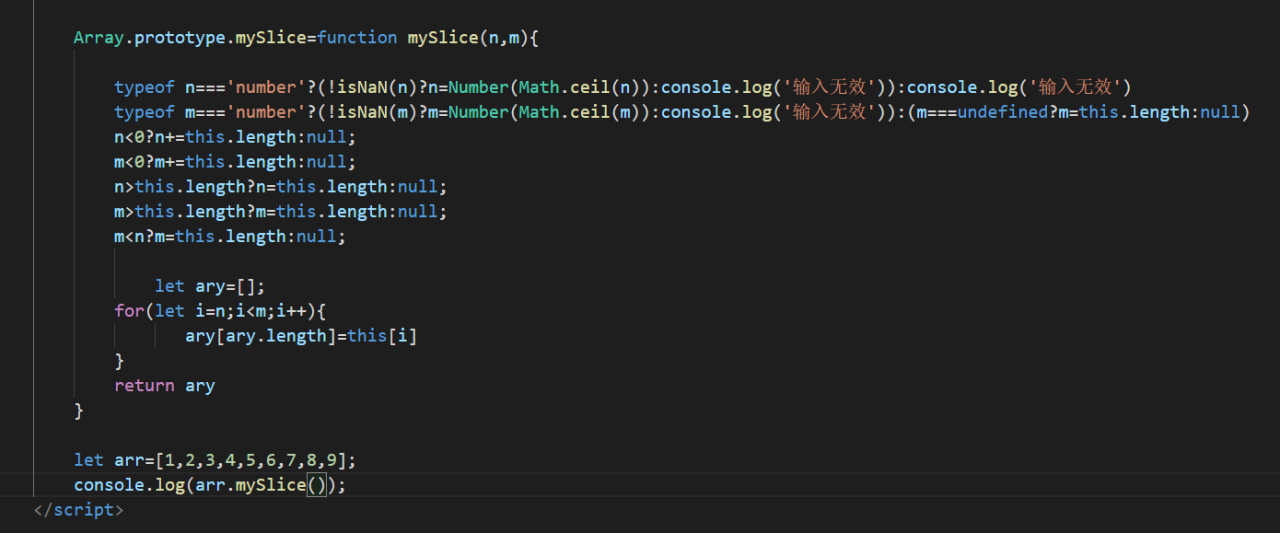 Array.prototype.mySlice=function mySlice(n,m){
typeof n==='number'?(!isNaN(n)?n=Number(Math.ceil(n)):console.log('输入无效')):console.log('输入无效')
typeof m==='number'?(!isNaN(m)?m=Number(Math.ceil(m)):console.log('输入无效')):(m===undefined?m=this.length:null)
n<0?n+=this.length:null;
m<0?m+=this.length:null;
n>this.length?n=this.length:null;
m>this.length?m=this.length:null;
m<n?m=this.length:null;
let ary=[];
for(let i=n;i<m;i++){
ary[ary.length]=this[i]
}
return ary
}
let arr=[1,2,3,4,5,6,7,8,9];
console.log(arr.mySlice());
</script>